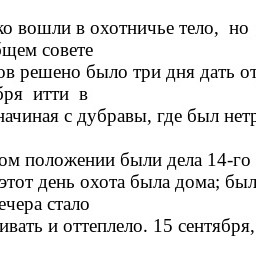 ко вошли в охотничье тело, но
бщем совете
ов решено было три дня дать от
бря итти в
начиная с дубравы, где был нетр
ом положении были дела 14-го
этот день охота была дома; был
ечера стало
ивать и оттеплело. 15 сентября,